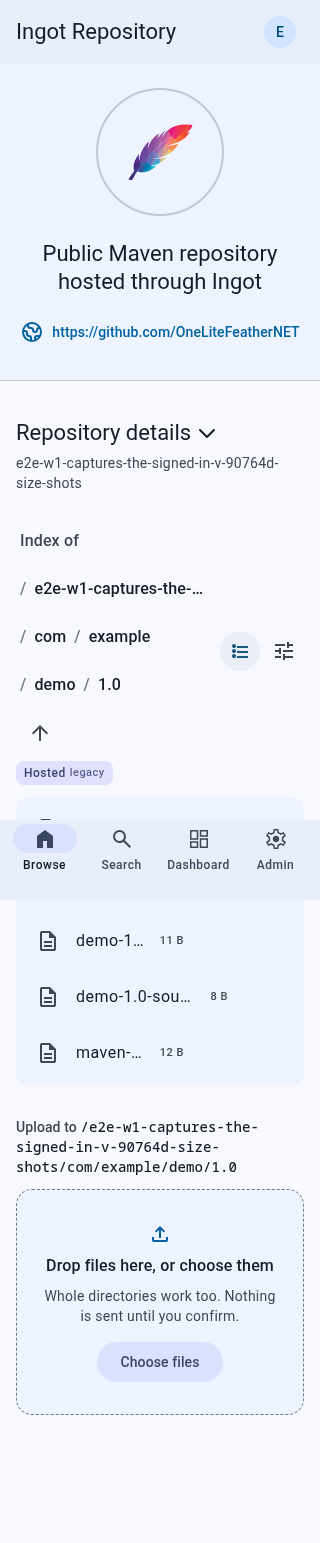 Ingot Repository
E
Public Maven repository
hosted through Ingot
https://github.com/OneLiteFeatherNET
Repository details
e2e-w1-captures-the-signed-in-v-90764d-
size-shots
Index of
/ e2e-w1-captures-the-...
/ com / example
/ demo / 1.0
Hosted legacy
Browse Search Dashboard Admin
demo-1... 11 B
demo-1.0-sou... 8 B
maven-... 12 B
Upload to /e2e-w1-captures-the-
signed-in-v-90764d-size-
shots/com/example/demo/1.0
Drop files here, or choose them
Whole directories work too. Nothing
is sent until you confirm.
Choose files